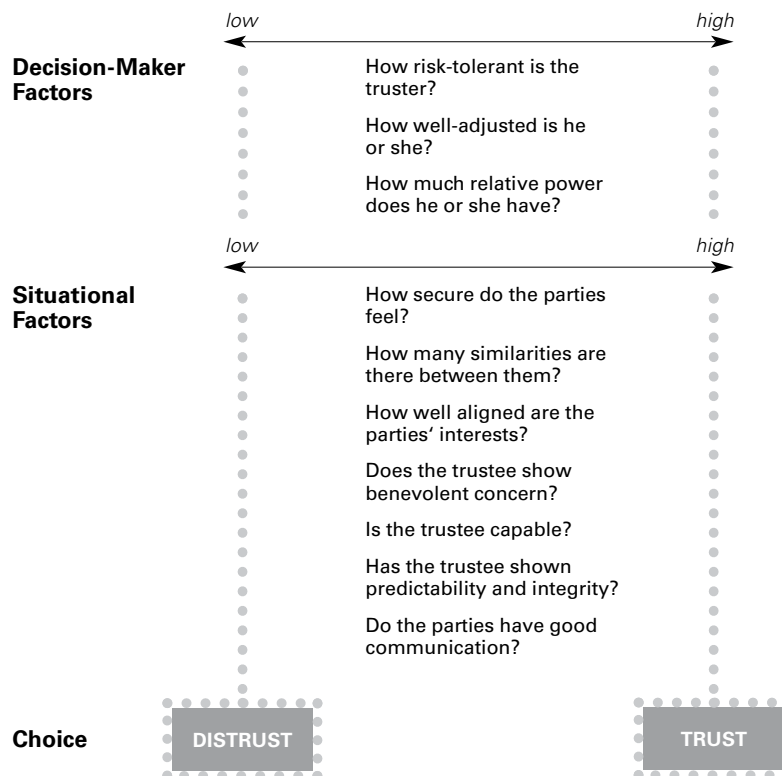 low high
Decision-Maker
Factors
How risk-tolerant is the
truster?
How well-adjusted is he
or she?
How much relative power
does he or she have?
low high
Situational
Factors
How secure do the parties
feel?
How many similarities are
there between them?
How well aligned are the
parties‘ interests?
Does the trustee show
benevolent concern?
Is the trustee capable?
Has the trustee shown
predictability and integrity?
Do the parties have good
communication?
Choice DISTRUST TRUST